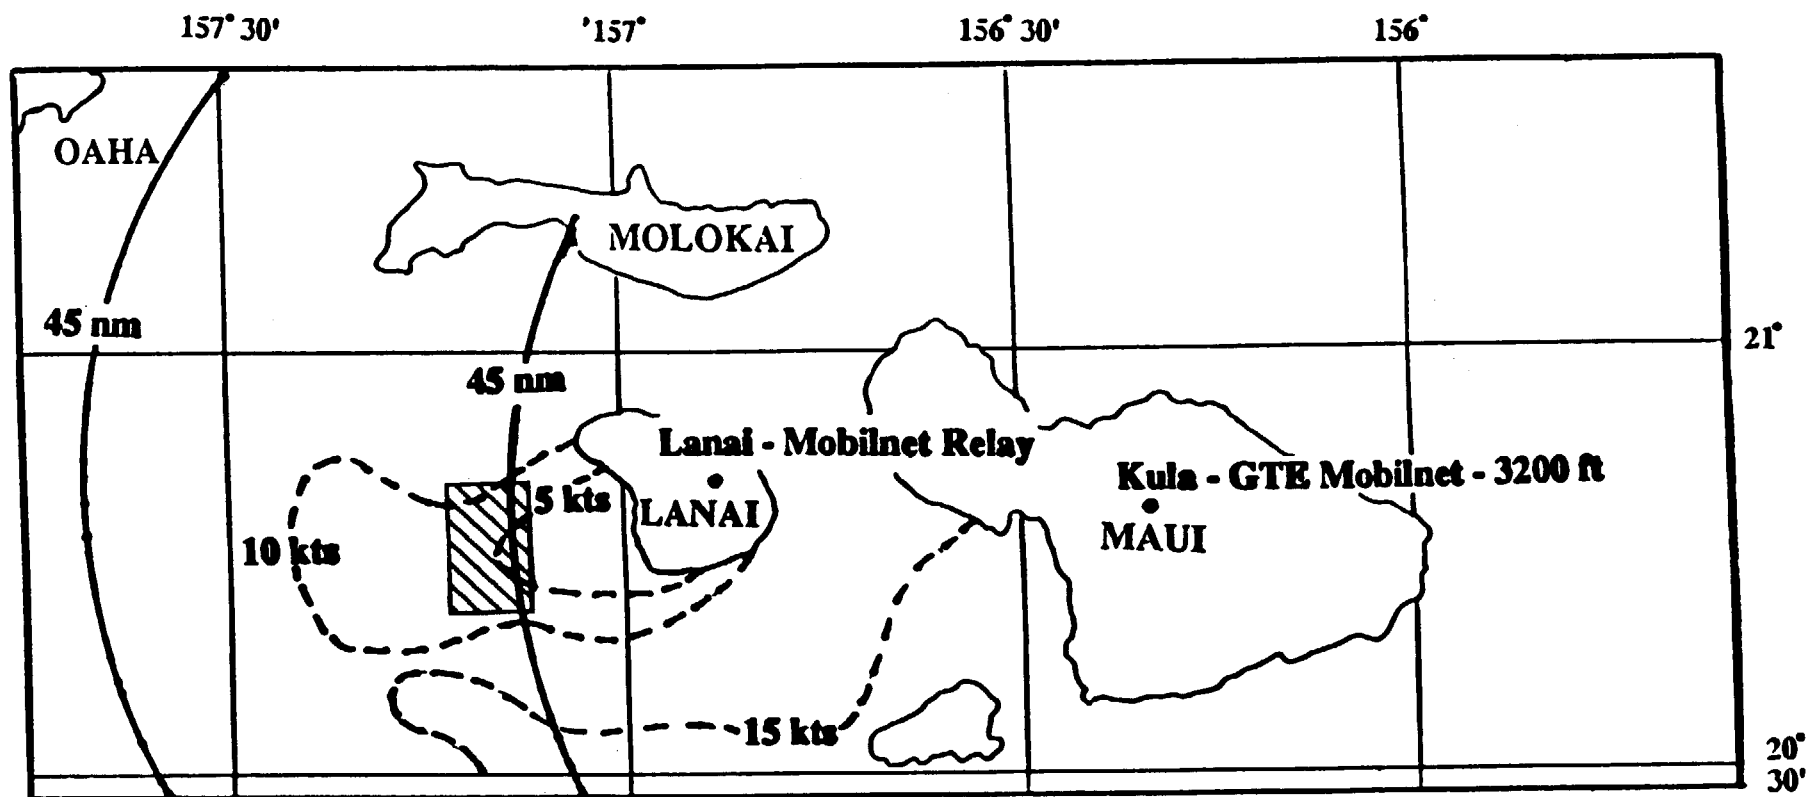 157° 30'
'157°
156° 30'
156°
OAHA
MOLOKAI
45 nm
21°
45 nm
Lanai - Mobilnet Relay
Kula - GTE Mobilnet - 3200 ft
5 kts
LANAI
MAUI
10 kts
15 kts
20°
30'